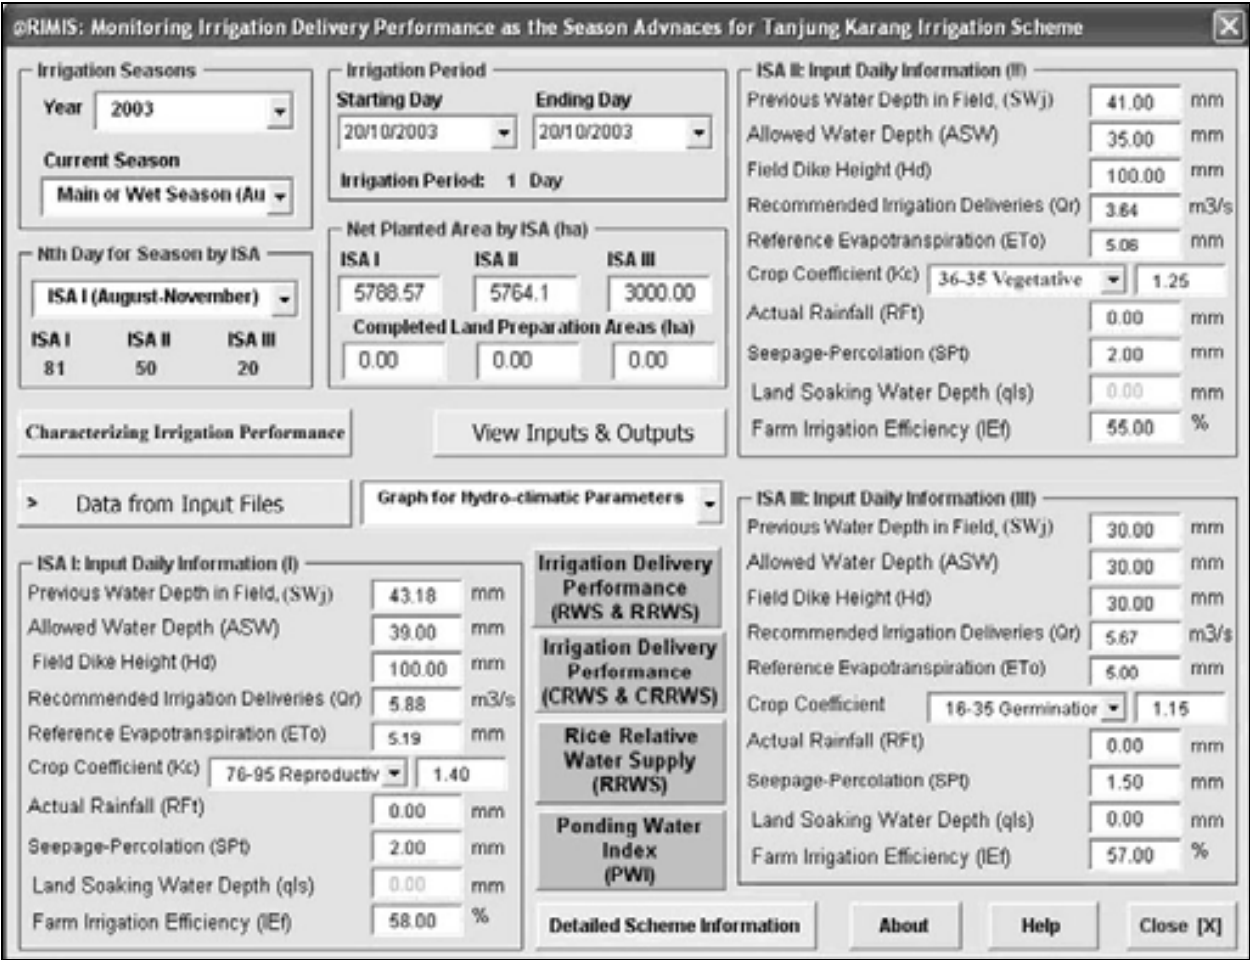 @RIMIS: Monitoring Irrigation Delivery Performance as the Season Advnaces for Tanjung Karang Irrigation Scheme
Irrigation Seasons
Year 2003
Current Season
Main or Wet Season (Au
Irrigation Period
Starting Day Ending Day
20/10/2003 20/10/2003
Irrigation Period: 1 Day
Nth Day for Season by ISA
ISA I (August-November)
ISA I ISA II ISA III
81 50 20
Net Planted Area by ISA (ha)
ISA I ISA II ISA III
5788.57 5764.1 3000.00
Completed Land Preparation Areas (ha)
0.00 0.00 0.00
Characterizing Irrigation Performance
View Inputs & Outputs
> Data from Input Files
Graph for Hydro-climatic Parameters
ISA I: Input Daily Information (I)
Previous Water Depth in Field, (SWj) 43.18 mm
Allowed Water Depth (ASW) 39.00 mm
Field Dike Height (Hd) 100.00 mm
Recommended Irrigation Deliveries (Qr) 5.88 m3/s
Reference Evapotranspiration (ETo) 5.19 mm
Crop Coefficient (Kc) 76-95 Reproductiv 1.40
Actual Rainfall (RFt) 0.00 mm
Seepage-Percolation (SPt) 2.00 mm
Land Soaking Water Depth (qls) 0.00 mm
Farm Irrigation Efficiency (IEf) 58.00 %
Irrigation Delivery
Performance
(RWS & RRWS)
Irrigation Delivery
Performance
(CRWS & CRRWS)
Rice Relative
Water Supply
(RRWS)
Ponding Water
Index
(PWI)
ISA II: Input Daily Information (II)
Previous Water Depth in Field, (SWj) 41.00 mm
Allowed Water Depth (ASW) 35.00 mm
Field Dike Height (Hd) 100.00 mm
Recommended Irrigation Deliveries (Qr) 3.64 m3/s
Reference Evapotranspiration (ETo) 5.06 mm
Crop Coefficient (Kc) 36-35 Vegetative 1.25
Actual Rainfall (RFt) 0.00 mm
Seepage-Percolation (SPt) 2.00 mm
Land Soaking Water Depth (qls) 0.00 mm
Farm Irrigation Efficiency (IEf) 55.00 %
ISA III: Input Daily Information (III)
Previous Water Depth in Field, (SWj) 30.00 mm
Allowed Water Depth (ASW) 30.00 mm
Field Dike Height (Hd) 30.00 mm
Recommended Irrigation Deliveries (Qr) 5.67 m3/s
Reference Evapotranspiration (ETo) 5.00 mm
Crop Coefficient 16-35 Germination 1.15
Actual Rainfall (RFt) 0.00 mm
Seepage-Percolation (SPt) 1.50 mm
Land Soaking Water Depth (qls) 0.00 mm
Farm Irrigation Efficiency (IEf) 57.00 %
Detailed Scheme Information About Help Close [X]